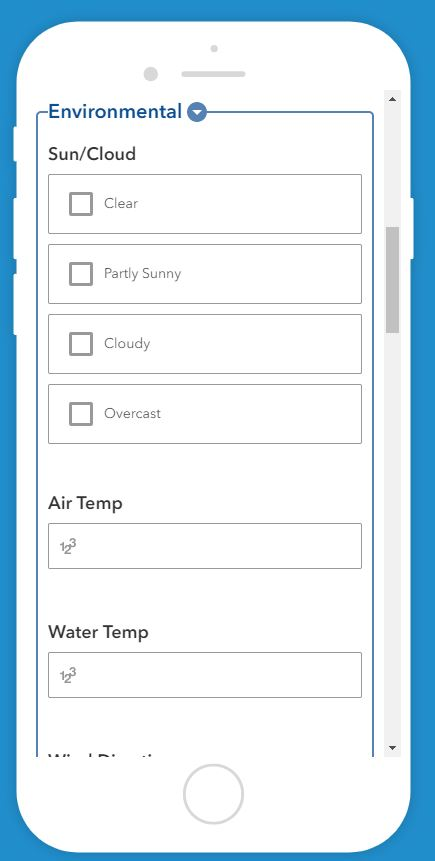 Environmental
Sun/Cloud
Clear
Partly Sunny
Cloudy
Overcast
Air Temp
123
Water Temp
123